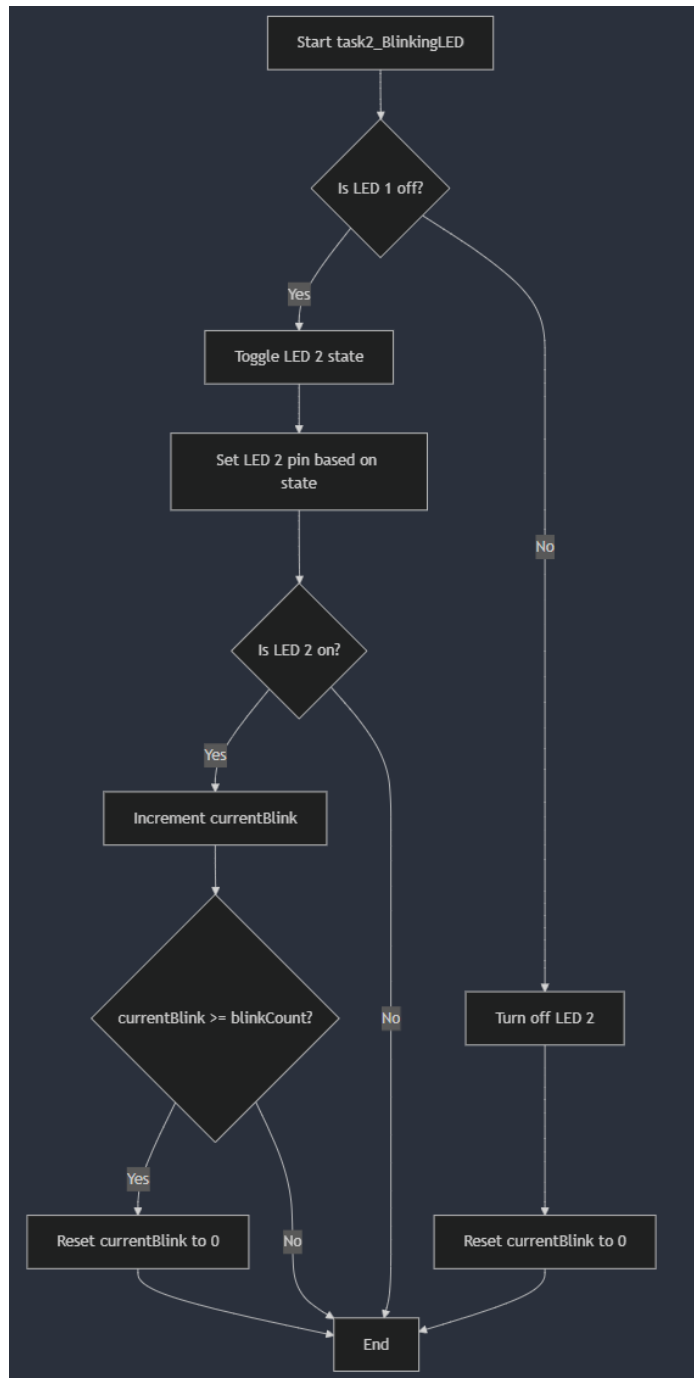 Start task2_BlinkingLED
Is LED 1 off?
Yes
Toggle LED 2 state
Set LED 2 pin based on
state
No
Is LED 2 on?
Yes
Increment currentBlink
currentBlink >= blinkCount?
No
Turn off LED 2
Yes
Reset currentBlink to 0
No
Reset currentBlink to 0
End